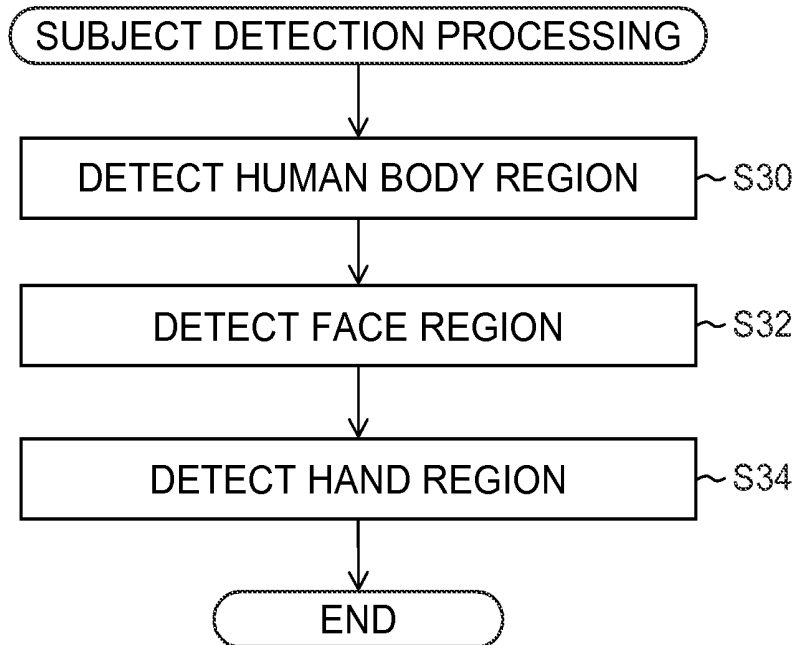 SUBJECT DETECTION PROCESSING
DETECT HUMAN BODY REGION
S30
DETECT FACE REGION
S32
DETECT HAND REGION
S34
END